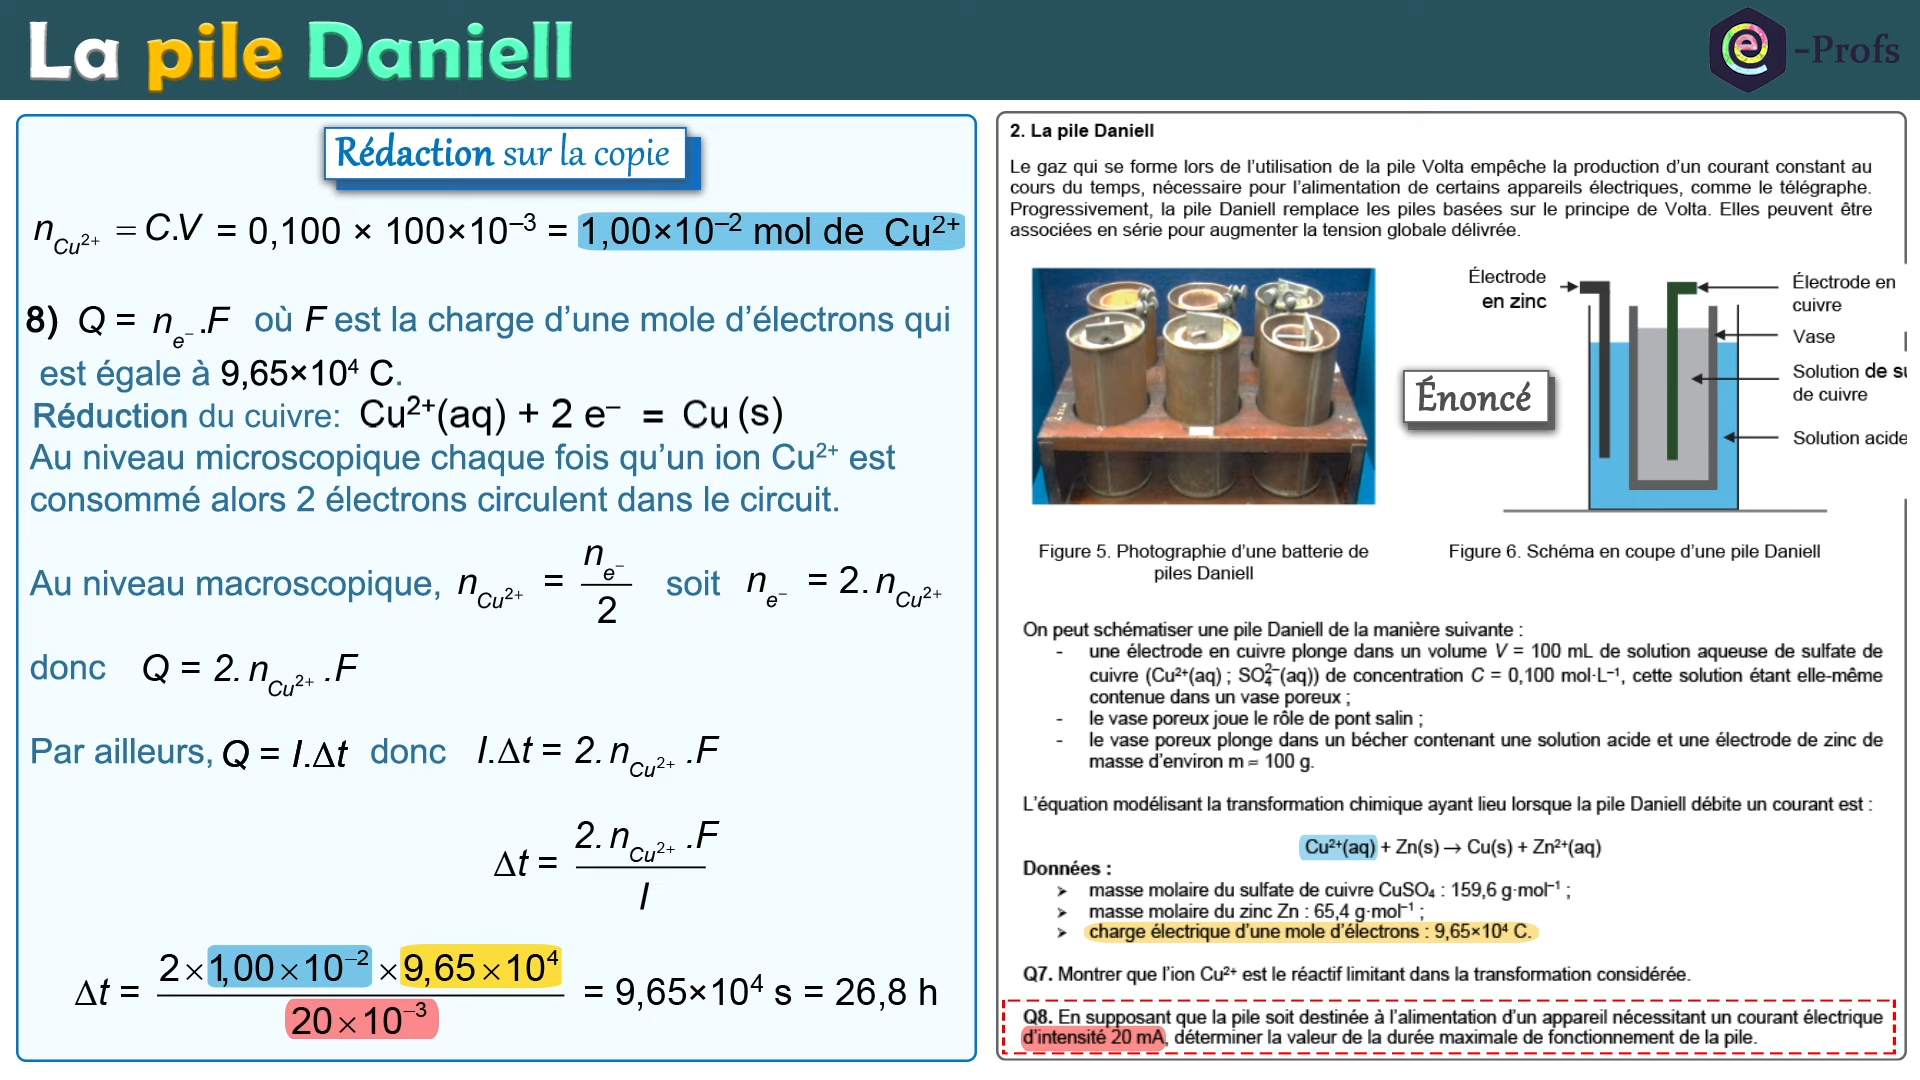 La pile Daniell
e -Profs
Rédaction sur la copie
n_Cu²⁺ = C.V = 0,100 × 100×10⁻³ = 1,00×10⁻² mol de Cu²⁺
8) Q = n_e⁻.F où F est la charge d’une mole d’électrons qui
est égale à 9,65×10⁴ C.
Réduction du cuivre: Cu²⁺(aq) + 2 e⁻ = Cu (s)
Au niveau microscopique chaque fois qu’un ion Cu²⁺ est
consommé alors 2 électrons circulent dans le circuit.
Au niveau macroscopique, n_Cu²⁺ = n_e⁻ / 2 soit n_e⁻ = 2. n_Cu²⁺
donc Q = 2. n_Cu²⁺ .F
Par ailleurs, Q = I.Δt donc I.Δt = 2. n_Cu²⁺ .F
Δt = 2. n_Cu²⁺ .F / I
Δt = 2×1,00×10⁻² × 9,65×10⁴ / 20×10⁻³ = 9,65×10⁴ s = 26,8 h
2. La pile Daniell
Le gaz qui se forme lors de l’utilisation de la pile Volta empêche la production d’un courant constant au
cours du temps, nécessaire pour l’alimentation de certains appareils électriques, comme le télégraphe.
Progressivement, la pile Daniell remplace les piles basées sur le principe de Volta. Elles peuvent être
associées en série pour augmenter la tension globale délivrée.
Électrode
en zinc
Électrode en
cuivre
Vase
Solution de su
de cuivre
Solution acide
Énoncé
Figure 5. Photographie d’une batterie de
piles Daniell
Figure 6. Schéma en coupe d’une pile Daniell
On peut schématiser une pile Daniell de la manière suivante :
- une électrode en cuivre plonge dans un volume V = 100 mL de solution aqueuse de sulfate de
cuivre (Cu²⁺(aq) ; SO₄²⁻(aq)) de concentration C = 0,100 mol·L⁻¹, cette solution étant elle-même
contenue dans un vase poreux ;
- le vase poreux joue le rôle de pont salin ;
- le vase poreux plonge dans un bécher contenant une solution acide et une électrode de zinc de
masse d’environ m = 100 g.
L’équation modélisant la transformation chimique ayant lieu lorsque la pile Daniell débite un courant est :
Cu²⁺(aq) + Zn(s) → Cu(s) + Zn²⁺(aq)
Données :
➤ masse molaire du sulfate de cuivre CuSO₄ : 159,6 g·mol⁻¹ ;
➤ masse molaire du zinc Zn : 65,4 g·mol⁻¹ ;
➤ charge électrique d’une mole d’électrons : 9,65×10⁴ C.
Q7. Montrer que l’ion Cu²⁺ est le réactif limitant dans la transformation considérée.
Q8. En supposant que la pile soit destinée à l’alimentation d’un appareil nécessitant un courant électrique
d’intensité 20 mA, déterminer la valeur de la durée maximale de fonctionnement de la pile.